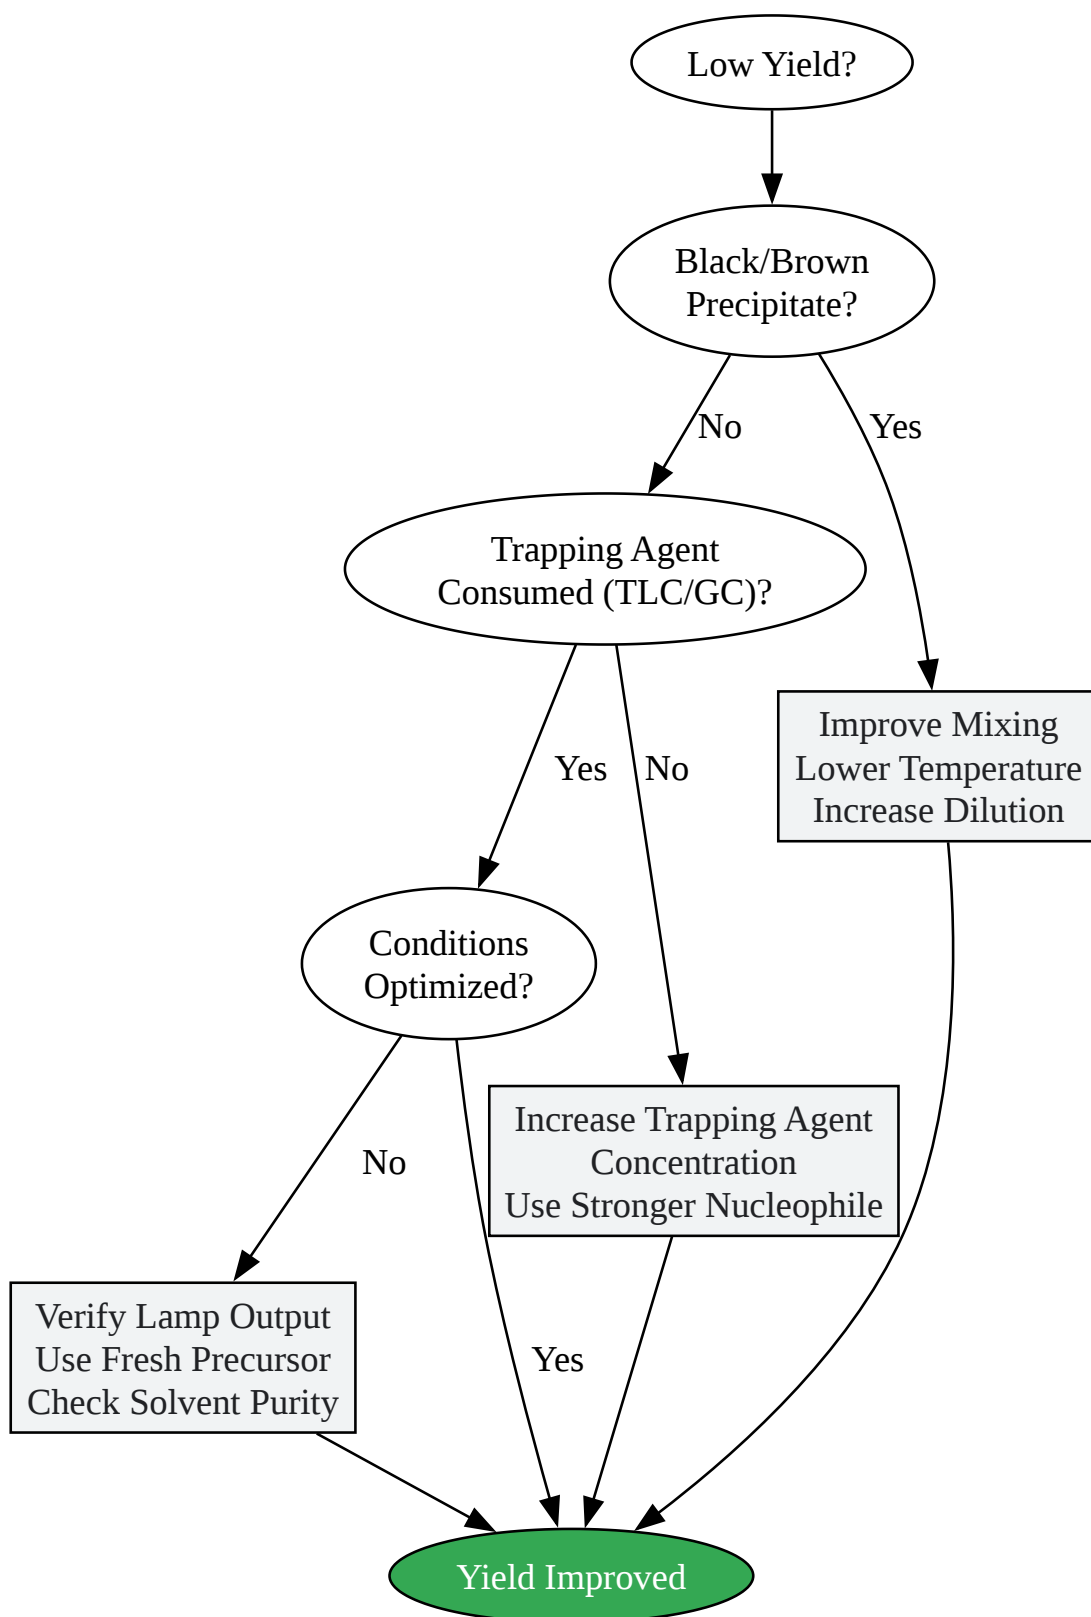 Low Yield?
Black/Brown
Precipitate?
No
Yes
Trapping Agent
Consumed (TLC/GC)?
Improve Mixing
Lower Temperature
Increase Dilution
Yes
No
Conditions
Optimized?
Increase Trapping Agent
Concentration
Use Stronger Nucleophile
No
Verify Lamp Output
Use Fresh Precursor
Check Solvent Purity
Yes
Yield Improved